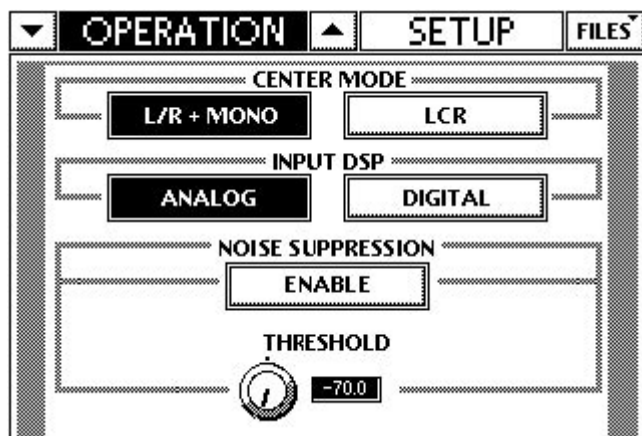 OPERATION SETUP FILES
CENTER MODE
L/R + MONO LCR
INPUT DSP
ANALOG DIGITAL
NOISE SUPPRESSION
ENABLE
THRESHOLD
-70.0